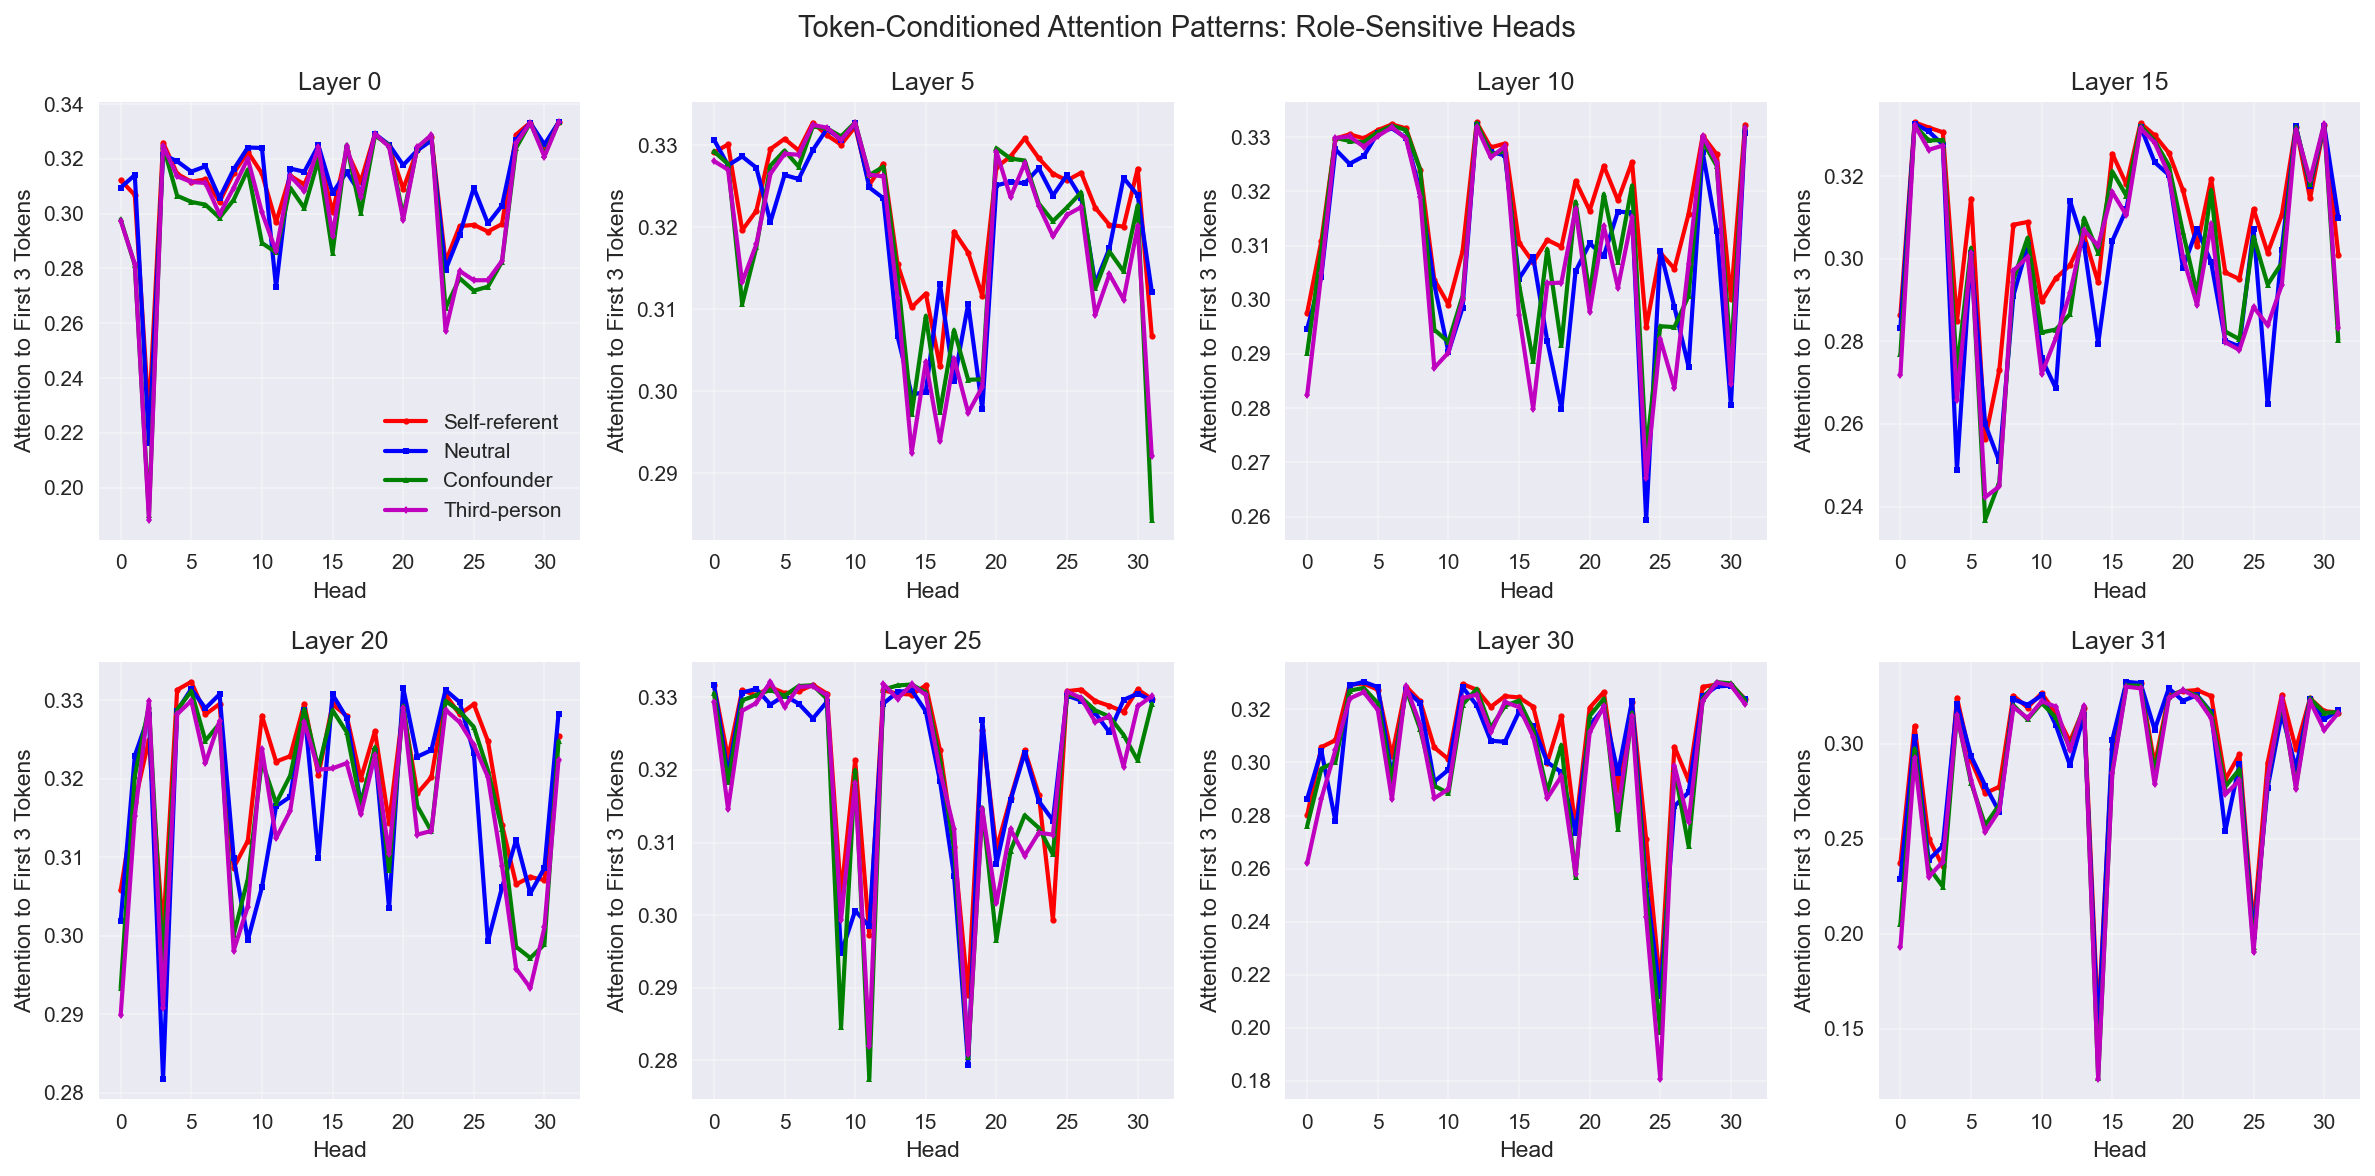 Token-Conditioned Attention Patterns: Role-Sensitive Heads
Layer 0
Attention to First 3 Tokens
0.34
0.32
0.30
0.28
0.26
0.24
0.22
0.20
Self-referent
Neutral
Confounder
Third-person
0 5 10 15 20 25 30
Head
Layer 5
Attention to First 3 Tokens
0.33
0.32
0.31
0.30
0.29
0 5 10 15 20 25 30
Head
Layer 10
Attention to First 3 Tokens
0.33
0.32
0.31
0.30
0.29
0.28
0.27
0.26
0 5 10 15 20 25 30
Head
Layer 15
Attention to First 3 Tokens
0.32
0.30
0.28
0.26
0.24
0 5 10 15 20 25 30
Head
Layer 20
Attention to First 3 Tokens
0.33
0.32
0.31
0.30
0.29
0.28
0 5 10 15 20 25 30
Head
Layer 25
Attention to First 3 Tokens
0.33
0.32
0.31
0.30
0.29
0.28
0 5 10 15 20 25 30
Head
Layer 30
Attention to First 3 Tokens
0.32
0.30
0.28
0.26
0.24
0.22
0.20
0.18
0 5 10 15 20 25 30
Head
Layer 31
Attention to First 3 Tokens
0.30
0.25
0.20
0.15
0 5 10 15 20 25 30
Head